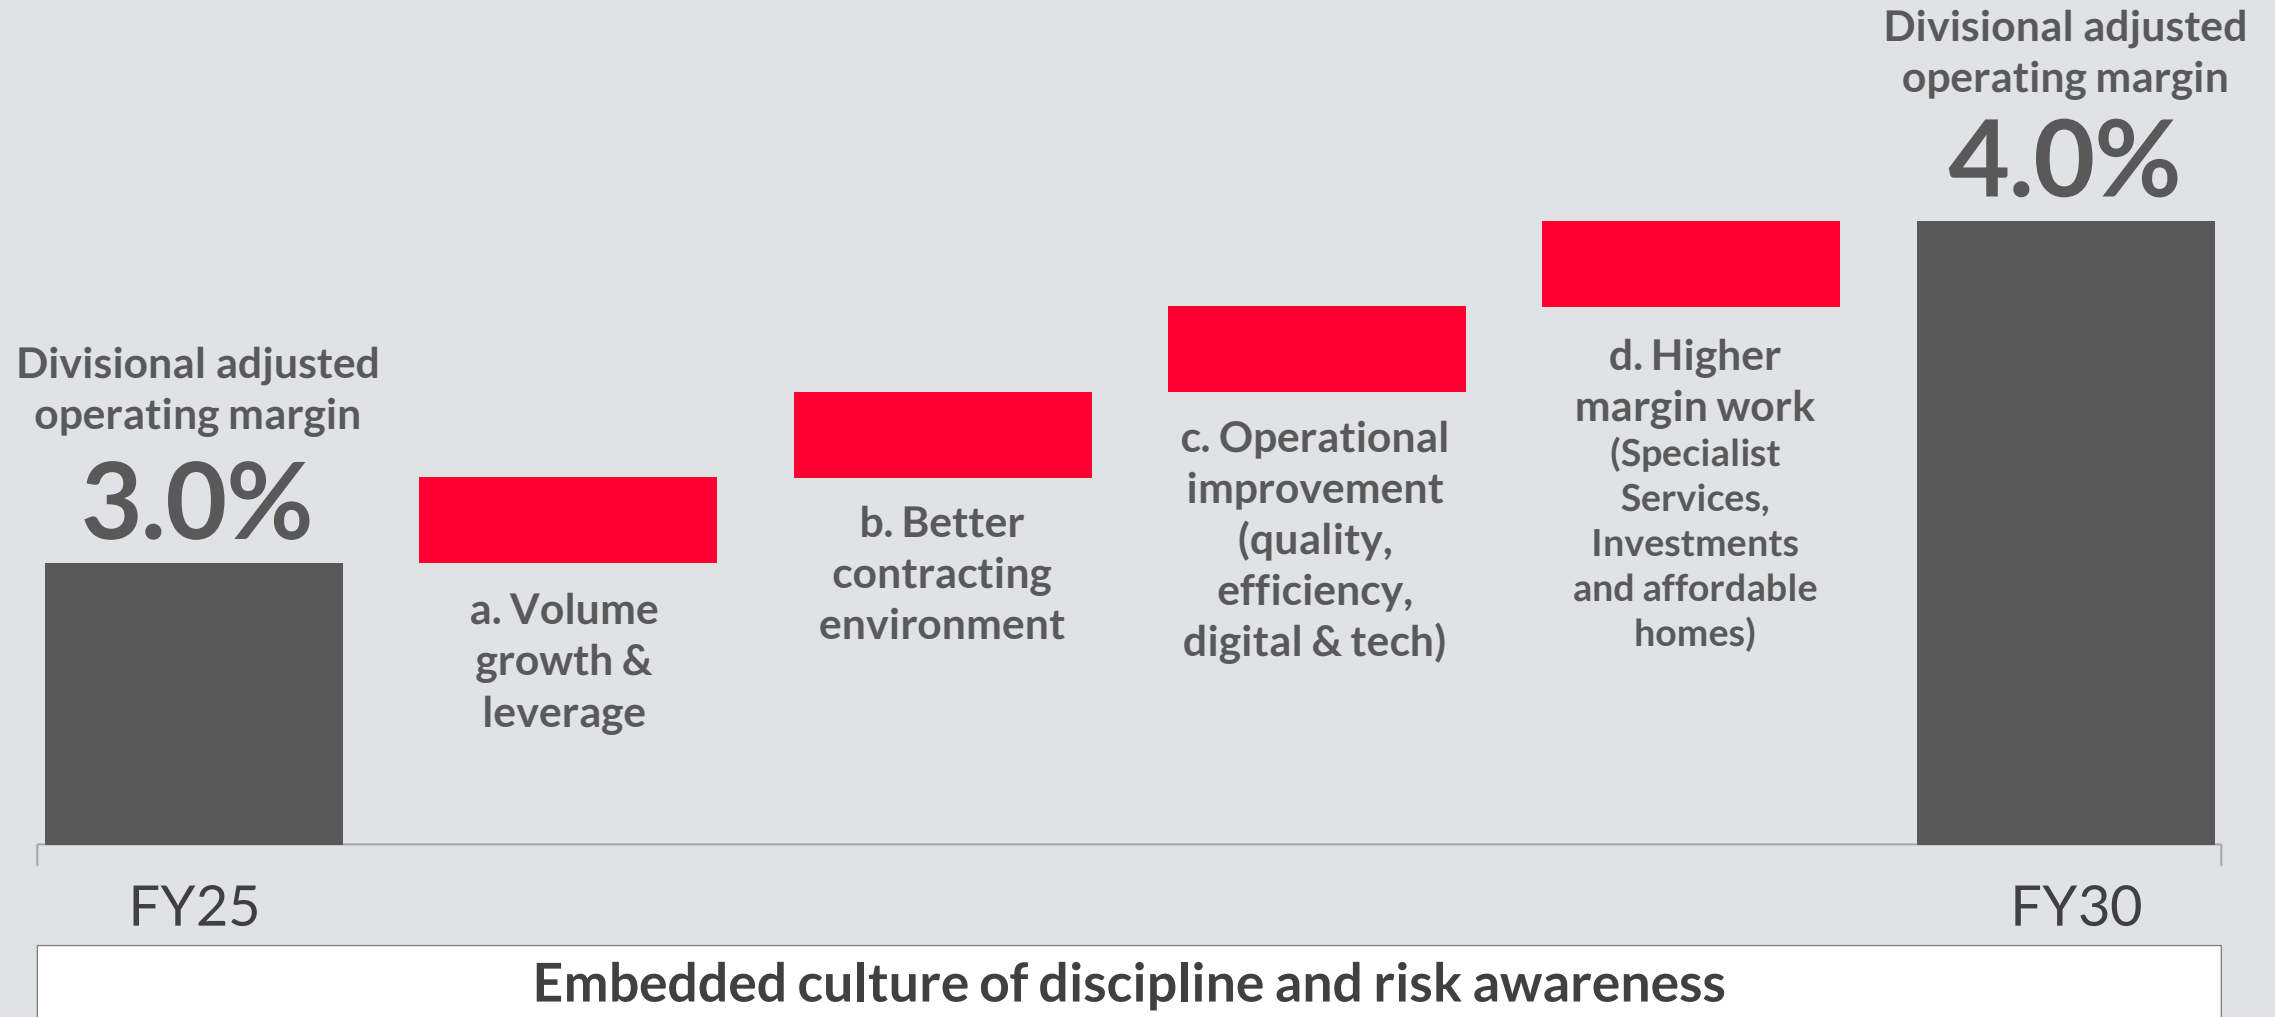 Divisional adjusted
operating margin
3.0%
a. Volume
growth &
leverage
b. Better
contracting
environment
c. Operational
improvement
(quality,
efficiency,
digital & tech)
d. Higher
margin work
(Specialist
Services,
Investments
and affordable
homes)
Divisional adjusted
operating margin
4.0%
FY25
FY30
Embedded culture of discipline and risk awareness